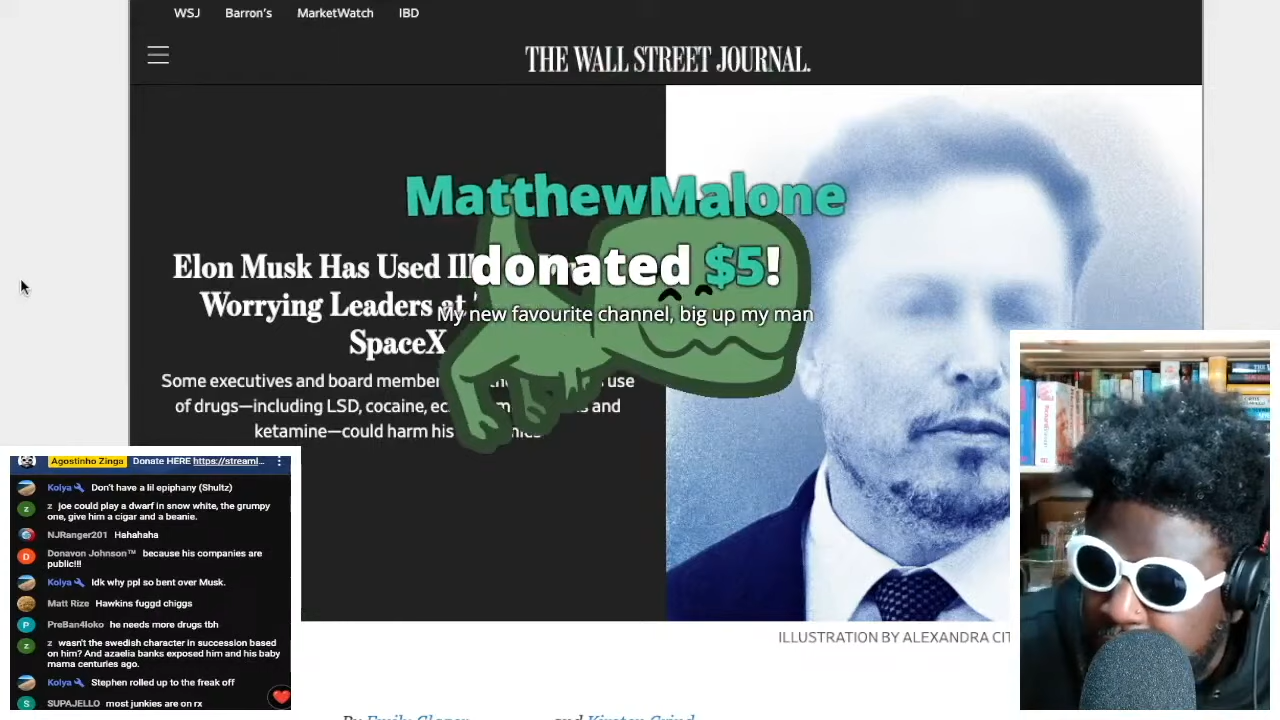 WSJ Barron's MarketWatch IBD
THE WALL STREET JOURNAL.
MatthewMalone
donated $5!
My new favourite channel, big up my man
Elon Musk Has Used
Worrying Leaders at
SpaceX
Some executives and board member use
of drugs—including LSD, cocaine, and
ketamine—could harm his
ILLUSTRATION BY ALEXANDRA
By Emily Glazer and Kirsten Grind
Agostinho Zinga Donate HERE https://streaml...
Kolya Don't have a lil epiphany (Shultz)
z Joe could play a dwarf in snow white, the grumpy
one, give him a cigar and a beanie.
NJRanger201 Hahahaha
Donavon Johnson™ because his companies are
public!!!
Kolya Idk why ppl so bent over Musk.
Matt Rize Hawkins fuggd chiggs
PreBan4loko he needs more drugs tbh
z wasn't the swedish character in succession based
on him? And azaelia banks exposed him and his baby
mama centuries ago.
Kolya Stephen rolled up to the freak off
SUPAJELLO most junkies are on rx